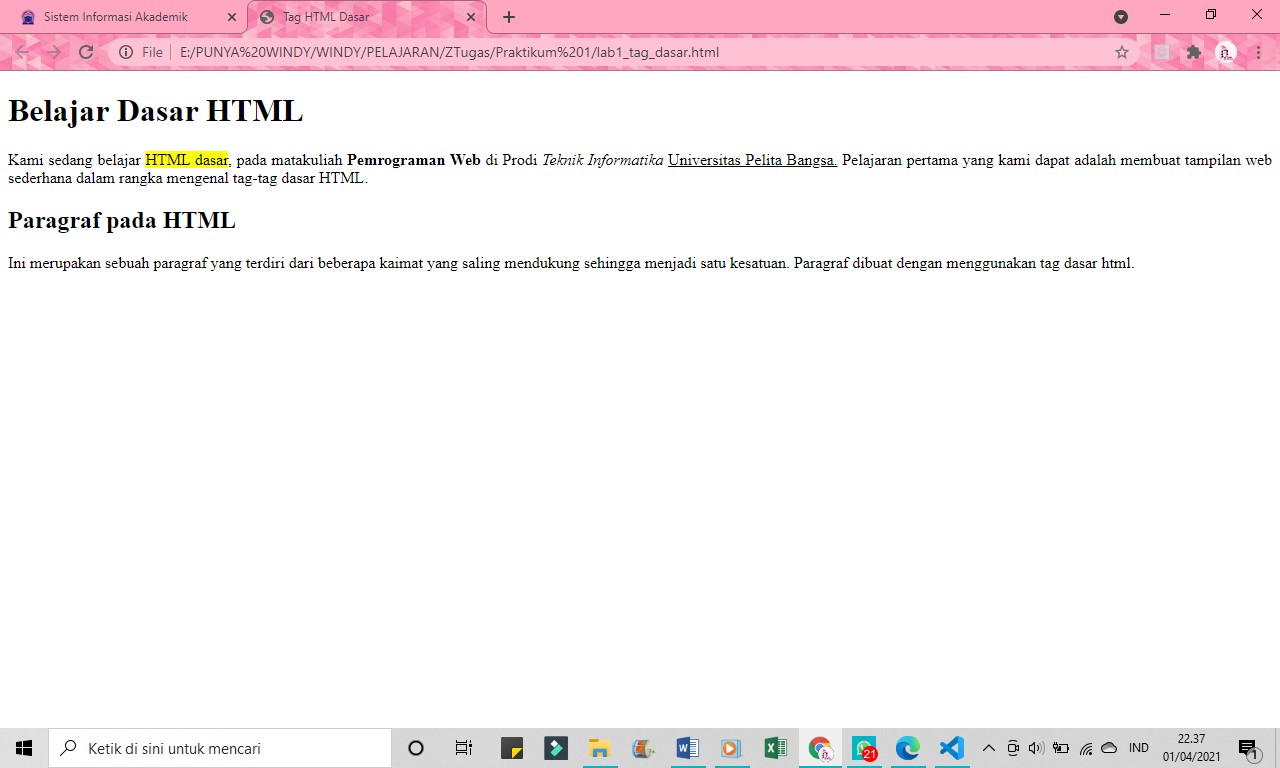 Sistem Informasi Akademik
Tag HTML Dasar
File | E:/PUNYA%20WINDY/WINDY/PELAJARAN/ZTugas/Praktikum%201/lab1_tag_dasar.html
Belajar Dasar HTML
Kami sedang belajar HTML dasar, pada matakuliah Pemrograman Web di Prodi Teknik Informatika Universitas Pelita Bangsa. Pelajaran pertama yang kami dapat adalah membuat tampilan web
sederhana dalam rangka mengenal tag-tag dasar HTML.
Paragraf pada HTML
Ini merupakan sebuah paragraf yang terdiri dari beberapa kaimat yang saling mendukung sehingga menjadi satu kesatuan. Paragraf dibuat dengan menggunakan tag dasar html.
Ketik di sini untuk mencari
21
IND
22.37
01/04/2021
1